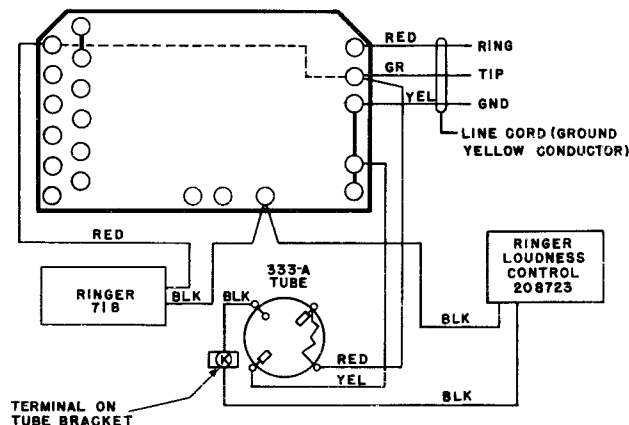 RED
RING
GR
TIP
YEL
GND
LINE CORD (GROUND
YELLOW CONDUCTOR)
RED
RINGER
71B
BLK
333-A
TUBE
BLK
K
RED
YEL
RINGER
LOUDNESS
CONTROL
208723
BLK
BLK
TERMINAL ON
TUBE BRACKET